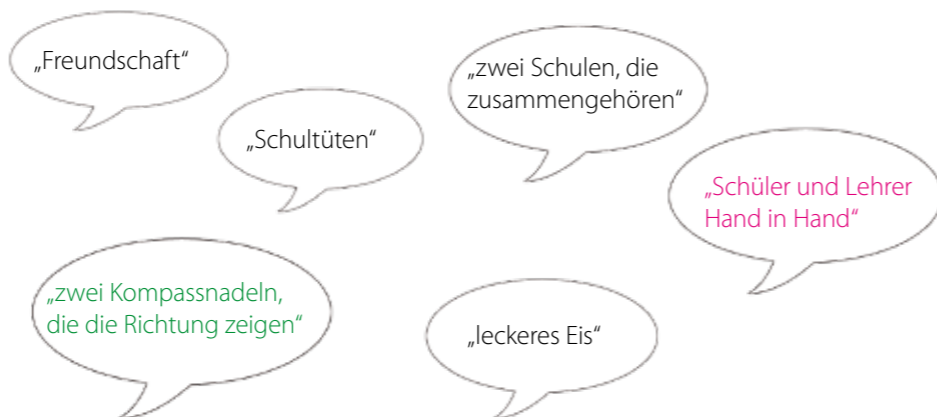 „Freundschaft“
„zwei Schulen, die
zusammengehören“
„Schultüten“
„Schüler und Lehrer
Hand in Hand“
„zwei Kompassnadeln,
die die Richtung zeigen“
„leckeres Eis“